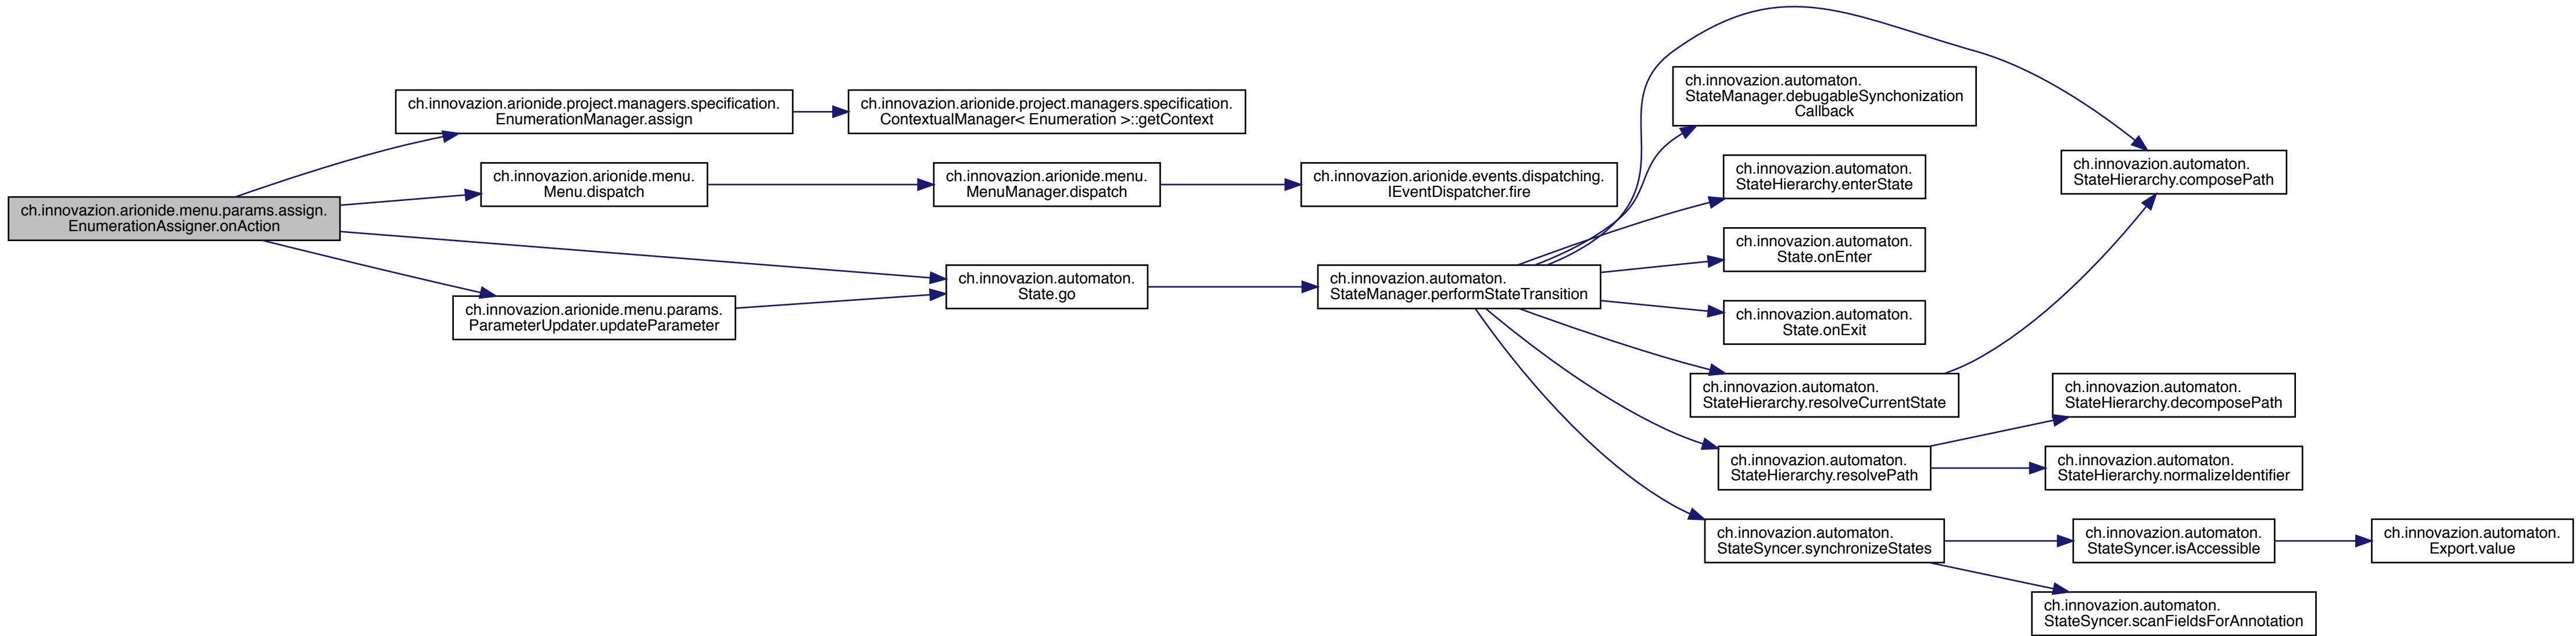 ch.innovazion.arionide.menu.params.assign.
EnumerationAssigner.onAction
ch.innovazion.arionide.project.managers.specification.
EnumerationManager.assign
ch.innovazion.arionide.project.managers.specification.
ContextualManager< Enumeration >::getContext
ch.innovazion.arionide.menu.
Menu.dispatch
ch.innovazion.arionide.menu.
MenuManager.dispatch
ch.innovazion.arionide.events.dispatching.
IEventDispatcher.fire
ch.innovazion.automaton.
State.go
ch.innovazion.arionide.menu.params.
ParameterUpdater.updateParameter
ch.innovazion.automaton.
StateManager.performStateTransition
ch.innovazion.automaton.
StateManager.debugableSynchonization
Callback
ch.innovazion.automaton.
StateHierarchy.composePath
ch.innovazion.automaton.
StateHierarchy.enterState
ch.innovazion.automaton.
State.onEnter
ch.innovazion.automaton.
State.onExit
ch.innovazion.automaton.
StateHierarchy.resolveCurrentState
ch.innovazion.automaton.
StateHierarchy.resolvePath
ch.innovazion.automaton.
StateHierarchy.decomposePath
ch.innovazion.automaton.
StateHierarchy.normalizeIdentifier
ch.innovazion.automaton.
StateSyncer.synchronizeStates
ch.innovazion.automaton.
StateSyncer.isAccessible
ch.innovazion.automaton.
Export.value
ch.innovazion.automaton.
StateSyncer.scanFieldsForAnnotation